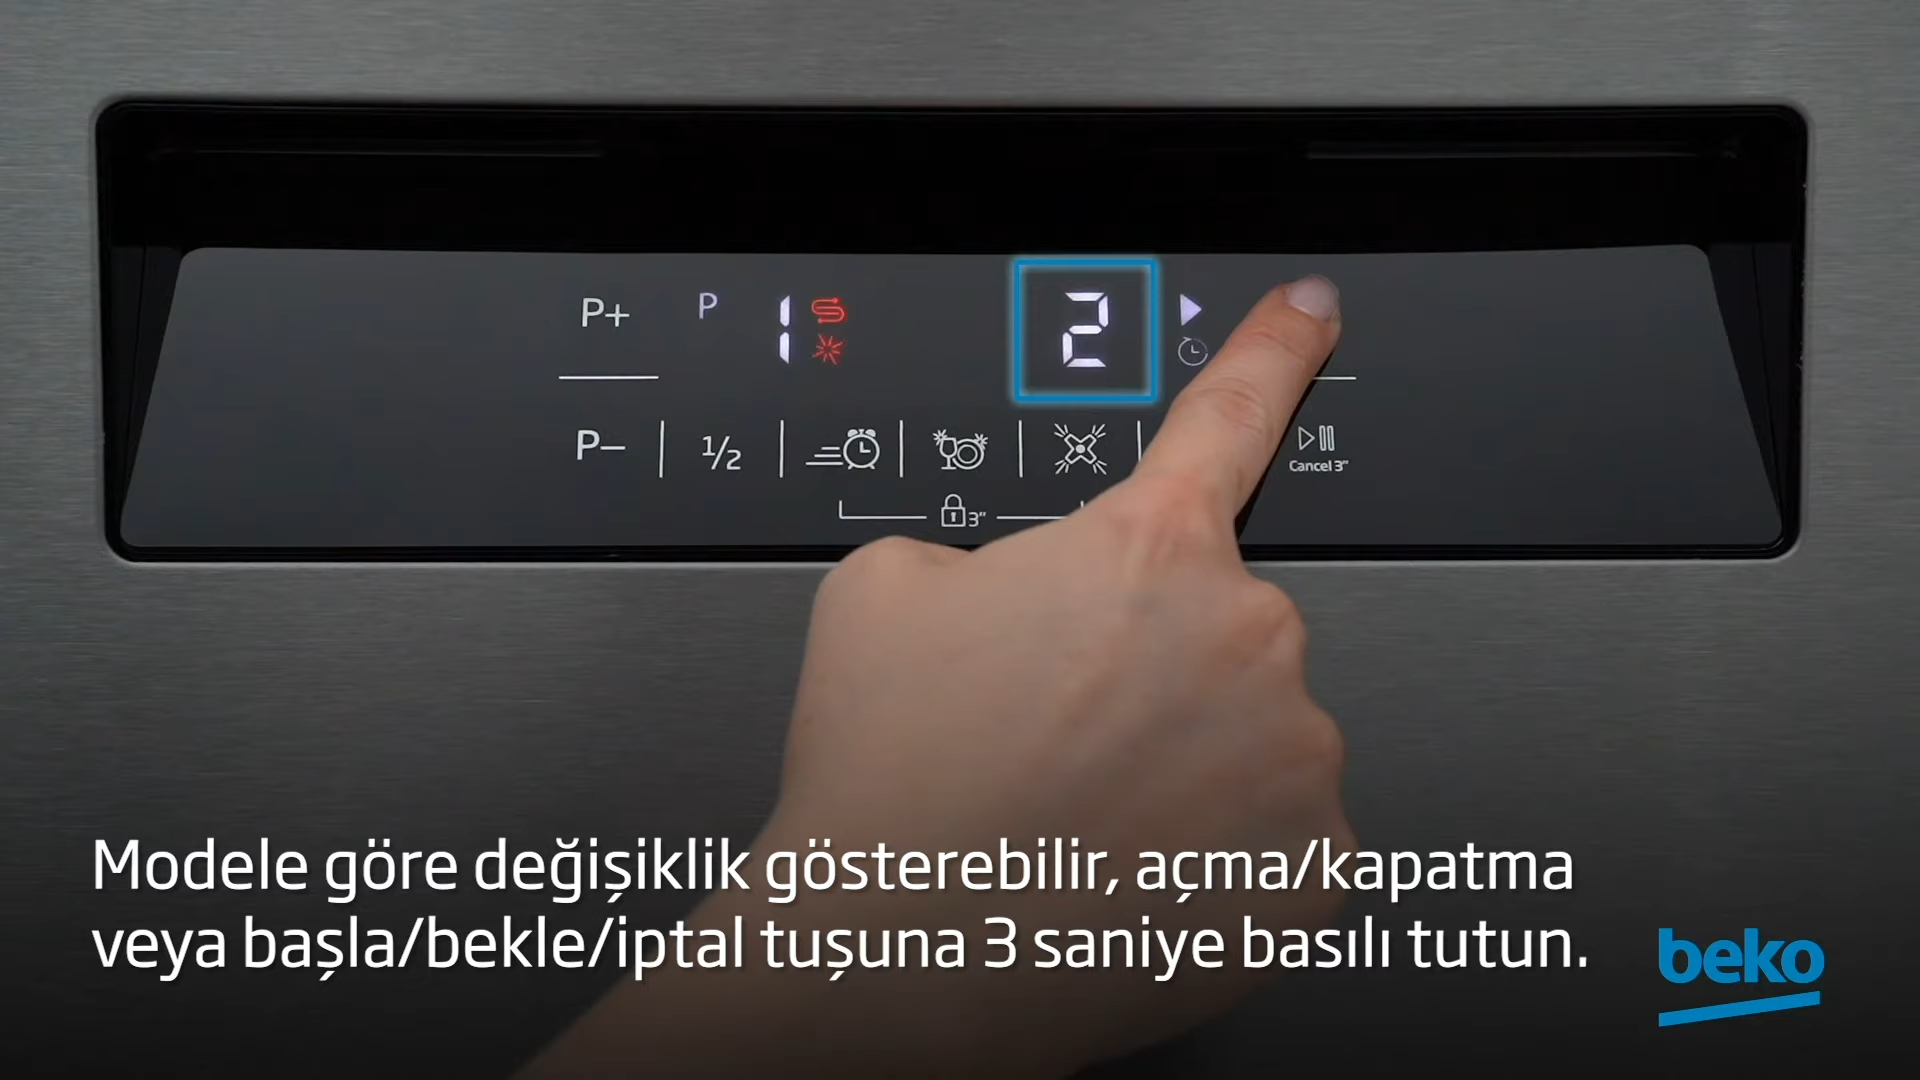 P+
P
1
2
P−
½
Cancel 3"
3"
Modele göre değişiklik gösterebilir, açma/kapatma
veya başla/bekle/iptal tuşuna 3 saniye basılı tutun.
beko